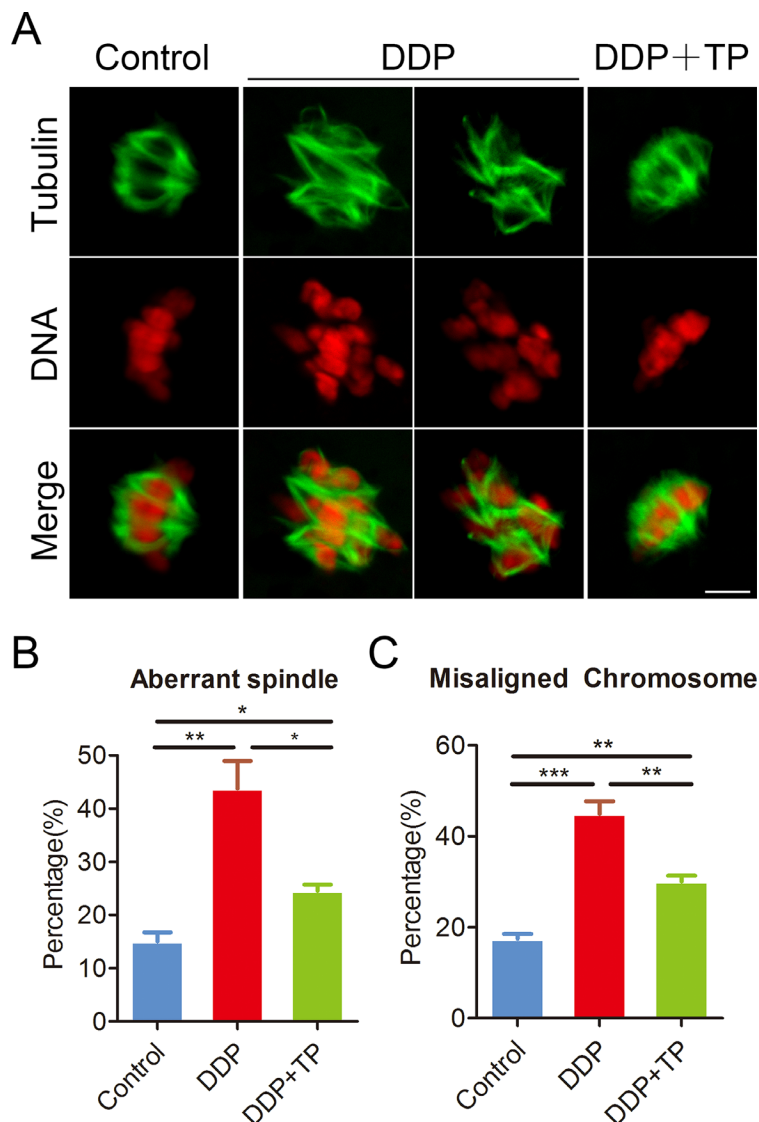 A
Control DDP DDP+TP
Tubulin
DNA
Merge
B
Aberrant spindle
*
** *
Percentage(%)
50
40
30
20
10
0
Control DDP DDP+TP
C
Misaligned Chromosome
**
*** **
Percentage(%)
60
40
20
0
Control DDP DDP+TP